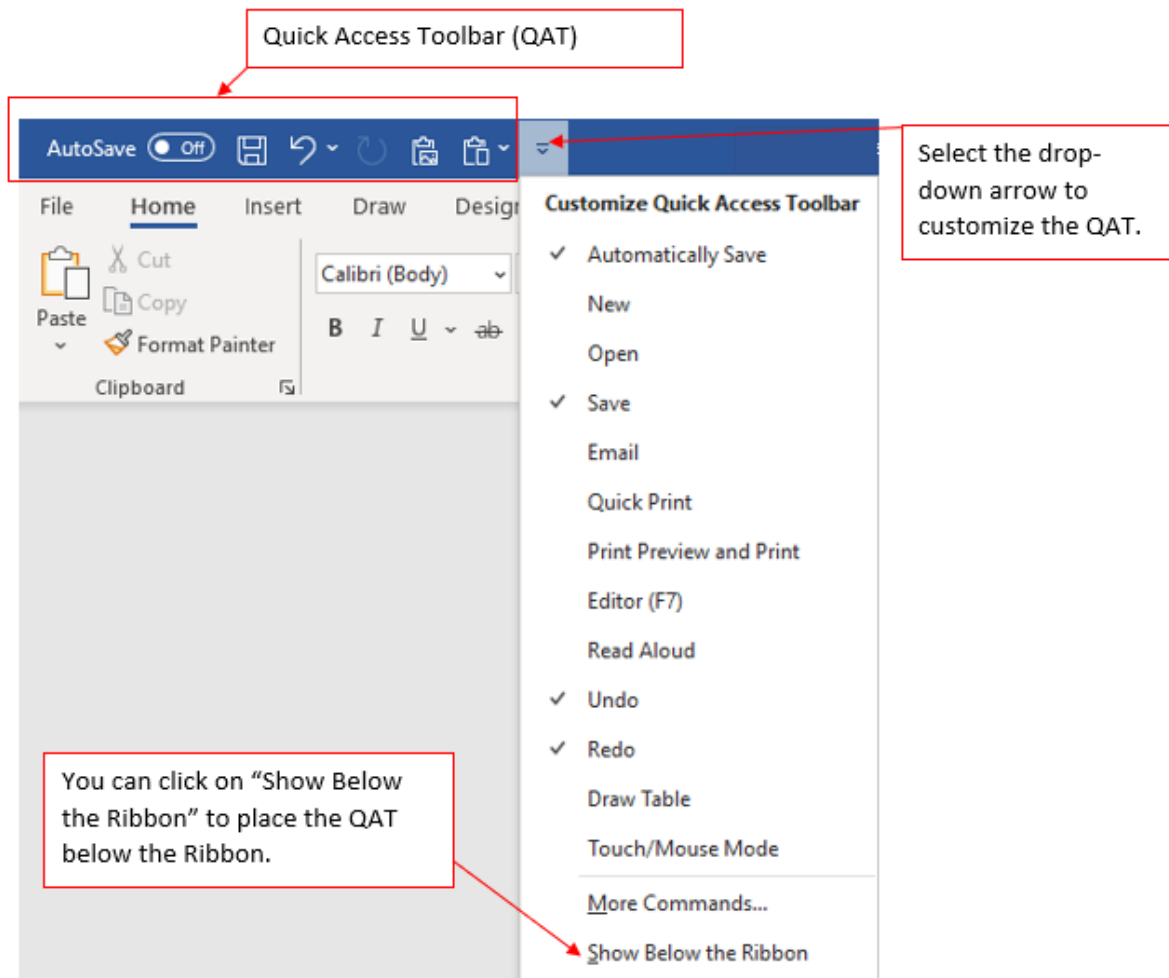 Quick Access Toolbar (QAT)
AutoSave Off
Select the drop-
down arrow to
customize the QAT.
File Home Insert Draw Desigr
Customize Quick Access Toolbar
Cut
Copy
Paste
Format Painter
Clipboard
Calibri (Body)
B I U ab
Automatically Save
New
Open
Save
Email
Quick Print
Print Preview and Print
Editor (F7)
Read Aloud
Undo
Redo
Draw Table
Touch/Mouse Mode
More Commands...
Show Below the Ribbon
You can click on “Show Below
the Ribbon” to place the QAT
below the Ribbon.